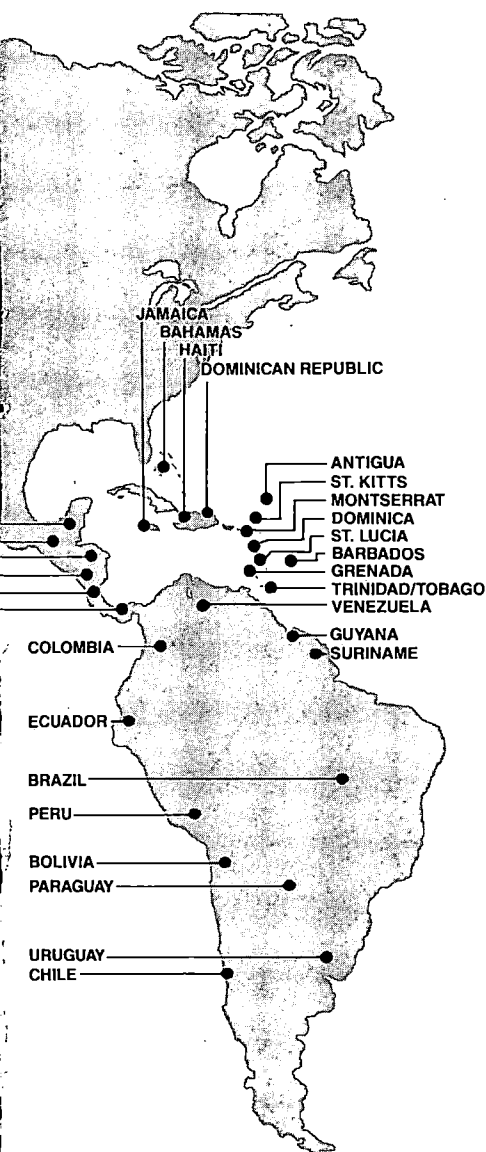 JAMAICA
BAHAMAS
HAITI
DOMINICAN REPUBLIC
ANTIGUA
ST. KITTS
MONTSERRAT
DOMINICA
ST. LUCIA
BARBADOS
GRENADA
TRINIDAD/TOBAGO
VENEZUELA
GUYANA
SURINAME
COLOMBIA
ECUADOR
BRAZIL
PERU
BOLIVIA
PARAGUAY
URUGUAY
CHILE